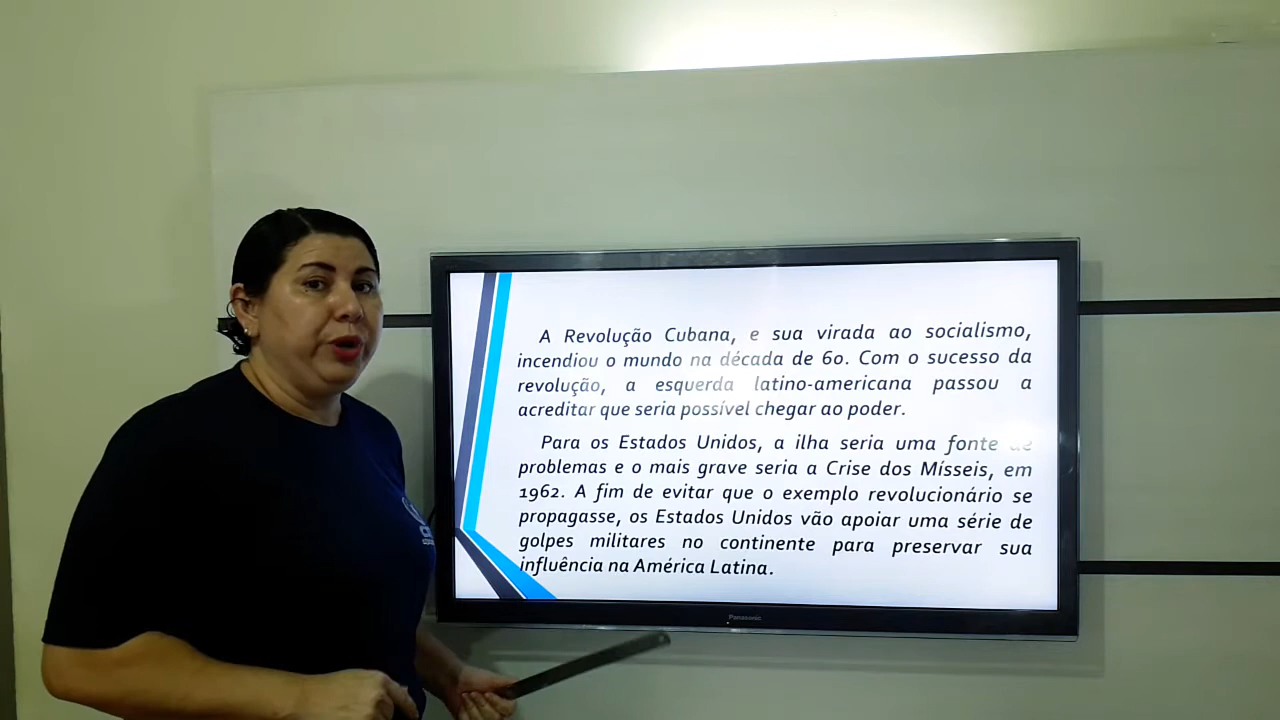 A Revolução Cubana, e sua virada ao socialismo,
incendiou o mundo na década de 60. Com o sucesso da
revolução, a esquerda latino-americana passou a
acreditar que seria possível chegar ao poder.
Para os Estados Unidos, a ilha seria uma fonte de
problemas e o mais grave seria a Crise dos Mísseis, em
1962. A fim de evitar que o exemplo revolucionário se
propagasse, os Estados Unidos vão apoiar uma série de
golpes militares no continente para preservar sua
influência na América Latina.
Panasonic